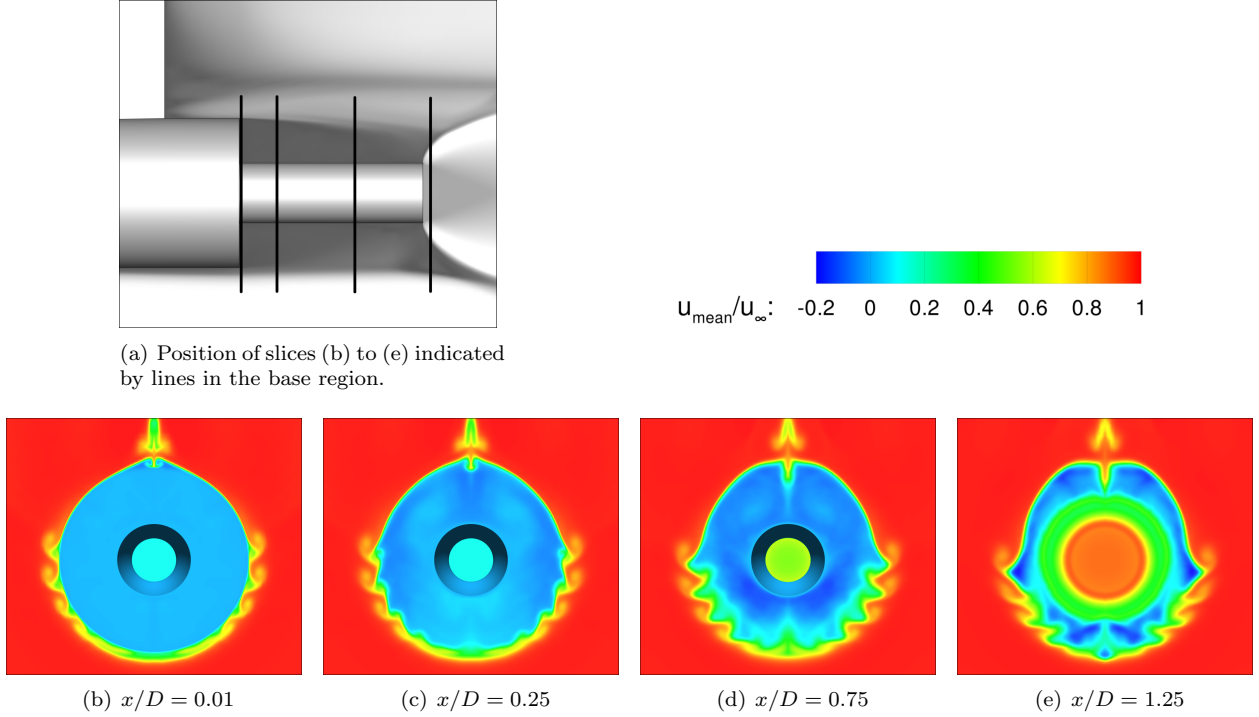 u_mean/u_∞: -0.2 0 0.2 0.4 0.6 0.8 1
(a) Position of slices (b) to (e) indicated
by lines in the base region.
(b) x/D = 0.01
(c) x/D = 0.25
(d) x/D = 0.75
(e) x/D = 1.25